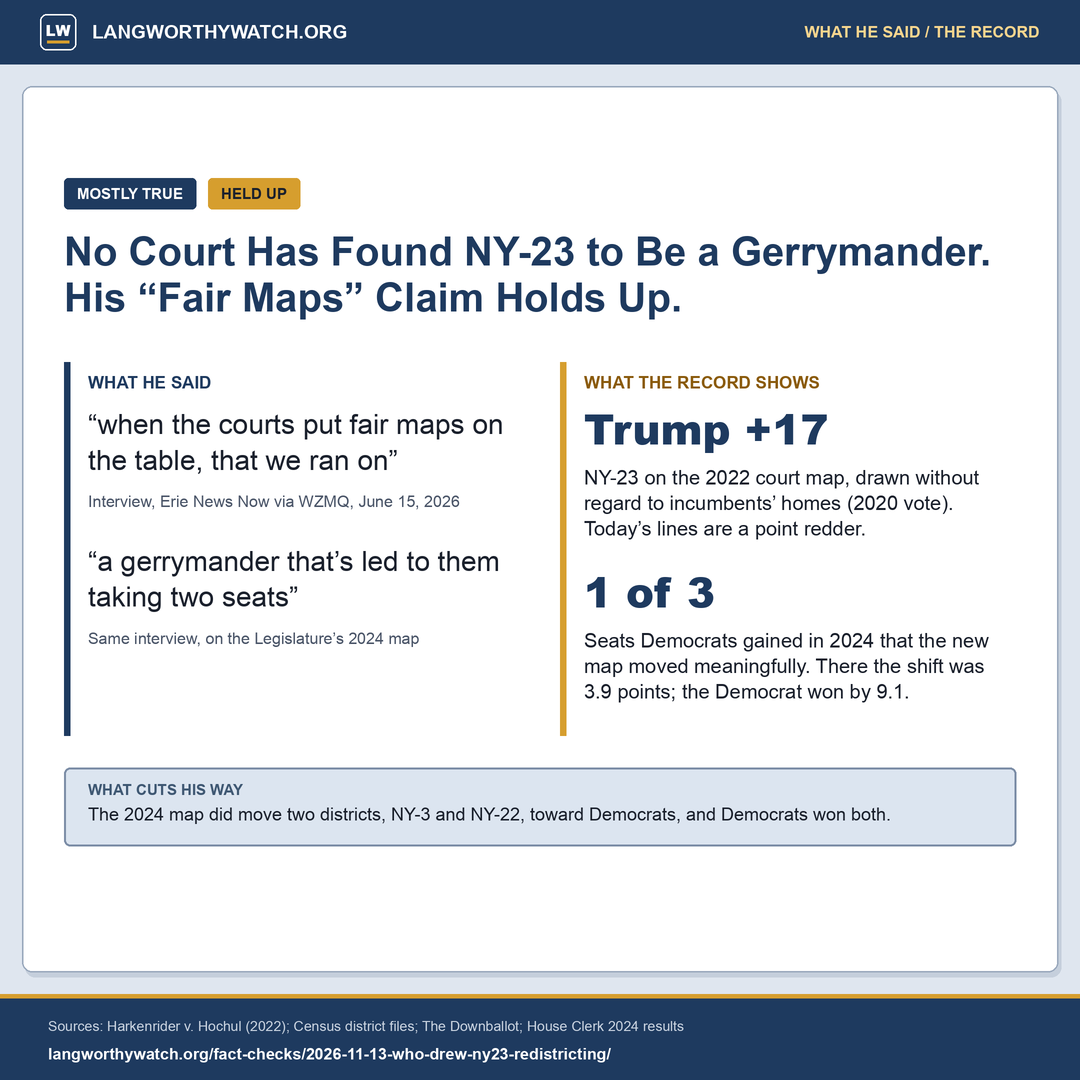 LW
LANGWORTHYWATCH.ORG
WHAT HE SAID / THE RECORD
MOSTLY TRUE
HELD UP
No Court Has Found NY-23 to Be a Gerrymander.
His “Fair Maps” Claim Holds Up.
WHAT HE SAID
“when the courts put fair maps on
the table, that we ran on”
Interview, Erie News Now via WZMQ, June 15, 2026
“a gerrymander that’s led to them
taking two seats”
Same interview, on the Legislature’s 2024 map
WHAT THE RECORD SHOWS
Trump +17
NY-23 on the 2022 court map, drawn without
regard to incumbents’ homes (2020 vote).
Today’s lines are a point redder.
1 of 3
Seats Democrats gained in 2024 that the new
map moved meaningfully. There the shift was
3.9 points; the Democrat won by 9.1.
WHAT CUTS HIS WAY
The 2024 map did move two districts, NY-3 and NY-22, toward Democrats, and Democrats won both.
Sources: Harkenrider v. Hochul (2022); Census district files; The Downballot; House Clerk 2024 results
langworthywatch.org/fact-checks/2026-11-13-who-drew-ny23-redistricting/